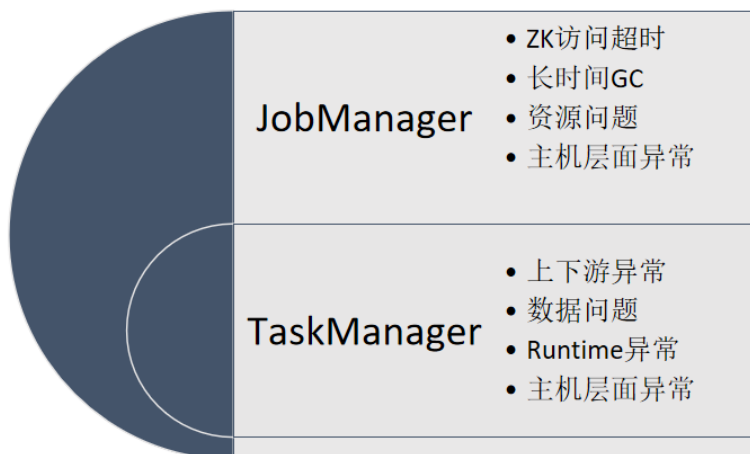 JobManager
• ZK访问超时
• 长时间GC
• 资源问题
• 主机层面异常
TaskManager
• 上下游异常
• 数据问题
• Runtime异常
• 主机层面异常